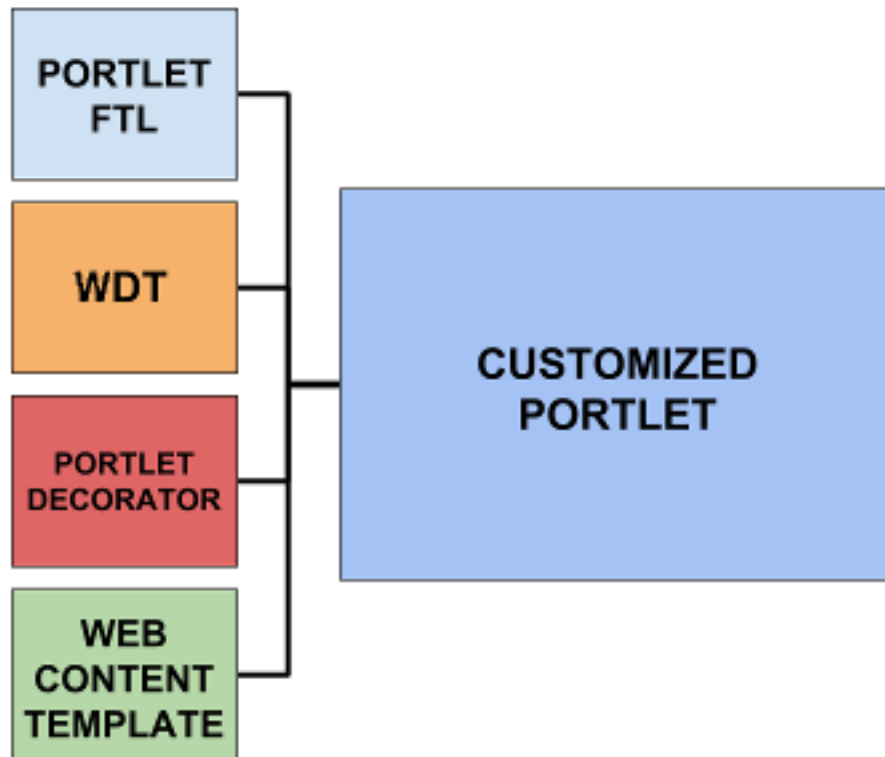 PORTLET
FTL
WDT
PORTLET
DECORATOR
WEB
CONTENT
TEMPLATE
CUSTOMIZED
PORTLET